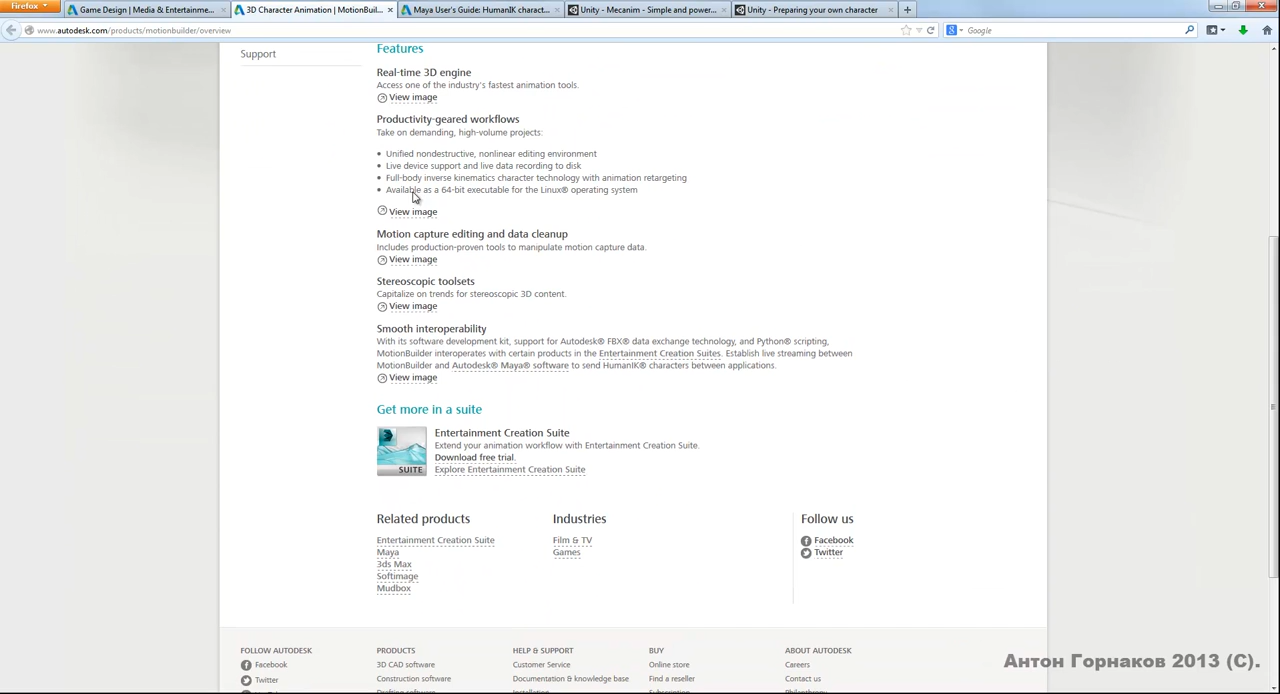 Firefox
Game Design | Media & Entertainme...
3D Character Animation | MotionBuil...
Maya User's Guide: HumanIK charact...
Unity - Mecanim - Simple and power...
Unity - Preparing your own character
www.autodesk.com/products/motionbuilder/overview
Google
Support
Features
Real-time 3D engine
Access one of the industry's fastest animation tools.
View image
Productivity-geared workflows
Take on demanding, high-volume projects:
• Unified nondestructive, nonlinear editing environment
• Live device support and live data recording to disk
• Full-body inverse kinematics character technology with animation retargeting
• Available as a 64-bit executable for the Linux® operating system
View image
Motion capture editing and data cleanup
Includes production-proven tools to manipulate motion capture data.
View image
Stereoscopic toolsets
Capitalize on trends for stereoscopic 3D content.
View image
Smooth interoperability
With its software development kit, support for Autodesk® FBX® data exchange technology, and Python® scripting,
MotionBuilder interoperates with certain products in the Entertainment Creation Suites. Establish live streaming between
MotionBuilder and Autodesk® Maya® software to send HumanIK® characters between applications.
View image
Get more in a suite
SUITE
Entertainment Creation Suite
Extend your animation workflow with Entertainment Creation Suite.
Download free trial.
Explore Entertainment Creation Suite
Related products
Entertainment Creation Suite
Maya
3ds Max
Softimage
Mudbox
Industries
Film & TV
Games
Follow us
Facebook
Twitter
FOLLOW AUTODESK
Facebook
Twitter
PRODUCTS
3D CAD software
Construction software
HELP & SUPPORT
Customer Service
Documentation & knowledge base
BUY
Online store
Find a reseller
ABOUT AUTODESK
Careers
Contact us
Антон Горнаков 2013 (С).